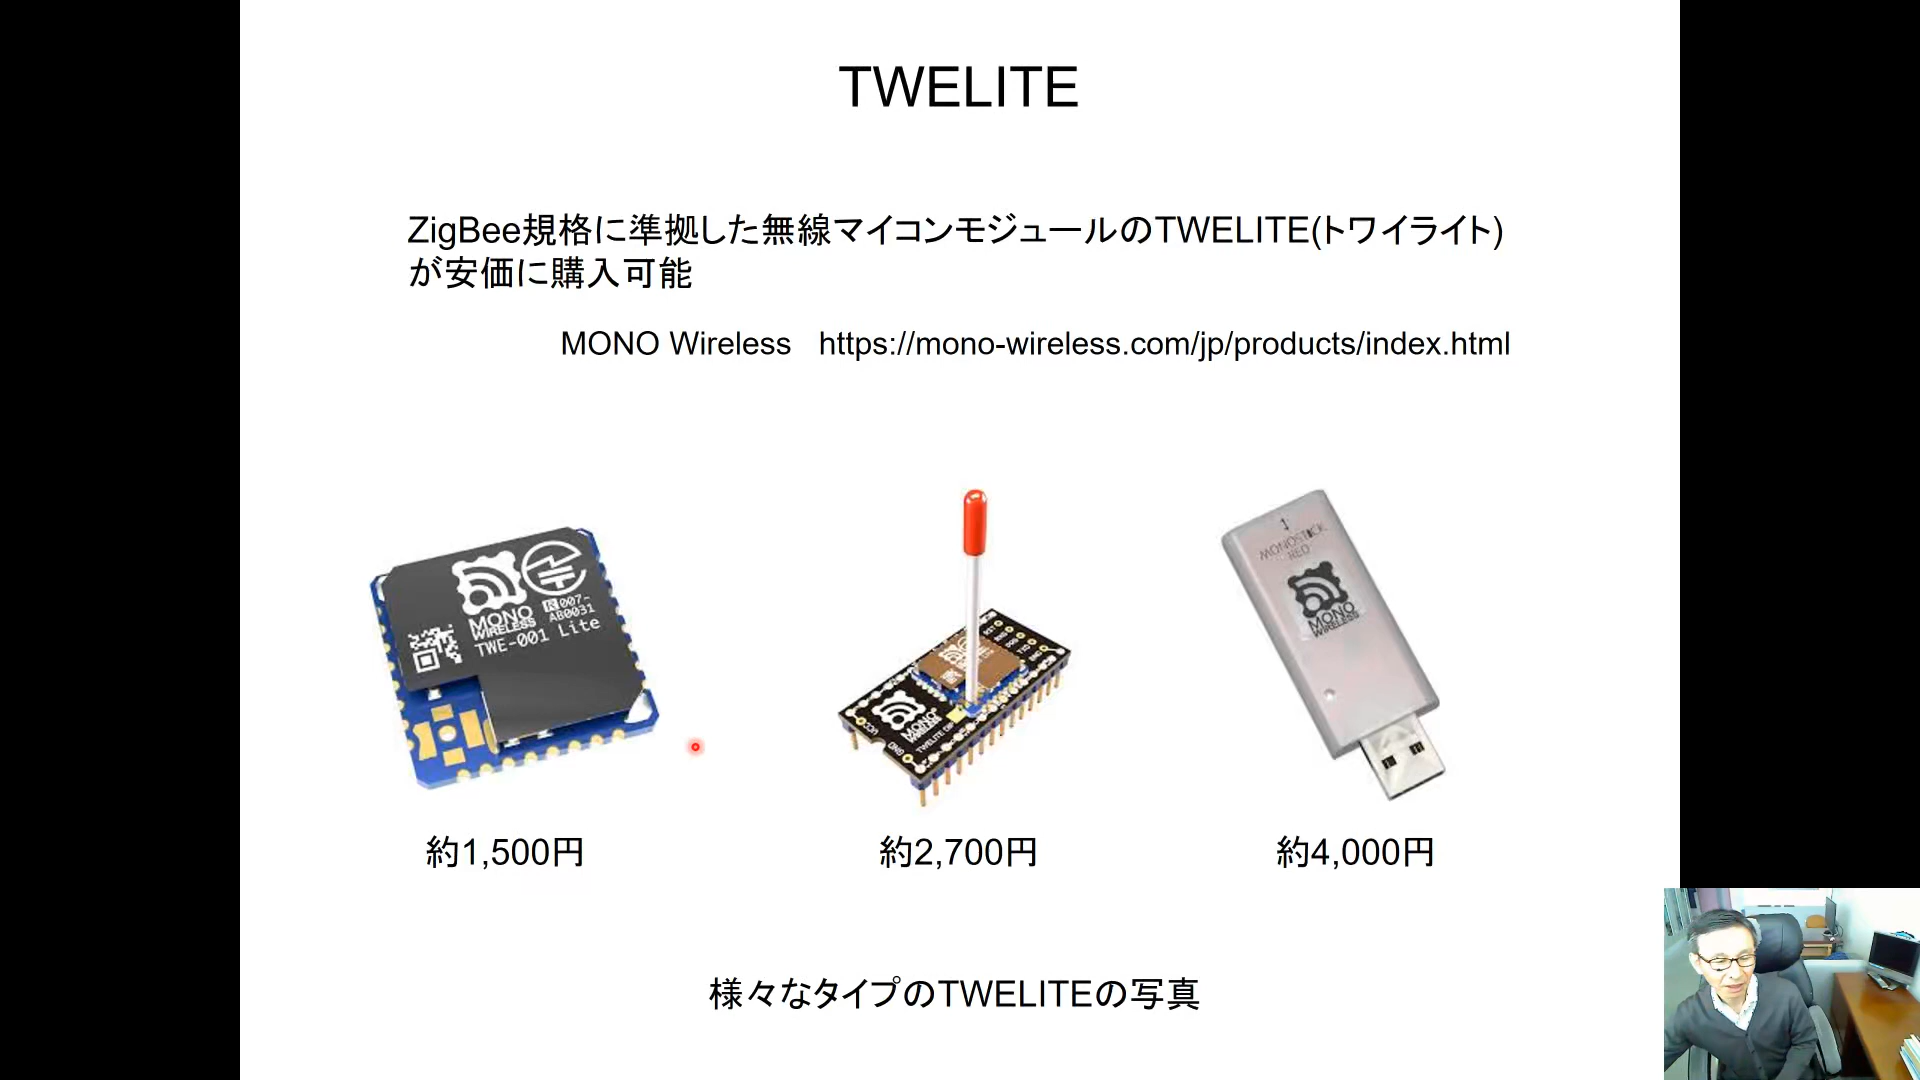 TWELITE
ZigBee規格に準拠した無線マイコンモジュールのTWELITE(トワイライト)
が安価に購入可能
MONO Wireless https://mono-wireless.com/jp/products/index.html
R 007-
AB0031
MONO
WIRELESS
TWE-001 Lite
MONO
WIRELESS
TWELITE
VCC
GND
MONOSTICK
RED
MONO
WIRELESS
約1,500円
約2,700円
約4,000円
様々なタイプのTWELITEの写真